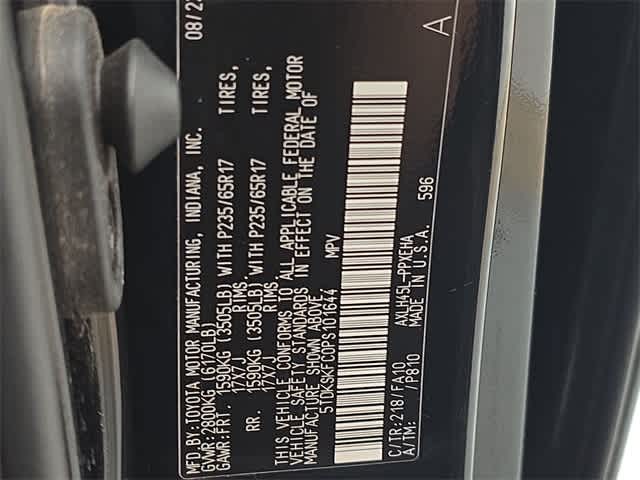 MFD.BY:TOYOTA MOTOR MANUFACTURING, INDIANA, INC. 08/2
GVWR:2800KG (6170LB)
GAWR:FRT. 1590KG (3505LB) WITH P235/65R17 TIRES,
17X7J RIMS,
RR. 1590KG (3505LB) WITH P235/65R17 TIRES,
17X7J RIMS,
THIS VEHICLE CONFORMS TO ALL APPLICABLE FEDERAL MOTOR
VEHICLE SAFETY STANDARDS IN EFFECT ON THE DATE OF
MANUFACTURE SHOWN ABOVE.
5TDKFC0PS101644 MPV
C/TR:218/FA10 AXLH45L-PPXEHA
A/TM: /P810 MADE IN U.S.A. 596
A